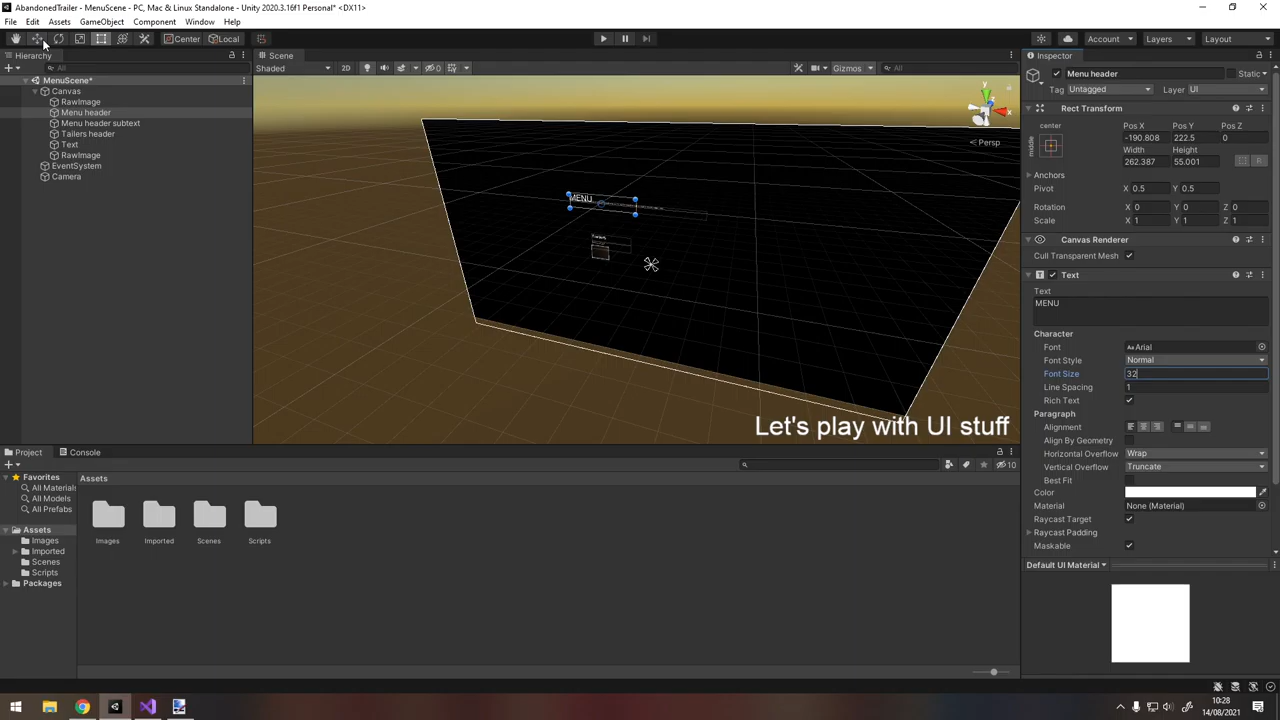 AbandonedTrailer - MenuScene - PC, Mac & Linux Standalone - Unity 2020.3.16f1 Personal* <DX11>
File Edit Assets GameObject Component Window Help
Center Local Account Layers Layout
Hierarchy
All
MenuScene*
Canvas
RawImage
Menu header
Menu header subtext
Tailers header
Text
RawImage
EventSystem
Camera
Scene
Shaded 2D 0 Gizmos All
y
x
Persp
MENU
Let's play with UI stuff
Inspector
Menu header Static
Tag Untagged Layer UI
Rect Transform
center
middle
Pos X Pos Y Pos Z
-190.808 222.5 0
Width Height
262.387 55.001
R
Anchors
Pivot X 0.5 Y 0.5
Rotation X 0 Y 0 Z 0
Scale X 1 Y 1 Z 1
Canvas Renderer
Cull Transparent Mesh
Text
Text
MENU
Character
Font Arial
Font Style Normal
Font Size 32
Line Spacing 1
Rich Text
Paragraph
Alignment
Align By Geometry
Horizontal Overflow Wrap
Vertical Overflow Truncate
Best Fit
Color
Material None (Material)
Raycast Target
Raycast Padding
Maskable
Default UI Material
Project Console
10
Favorites
All Materials
All Models
All Prefabs
Assets
Images
Imported
Scenes
Scripts
Packages
Assets
Images Imported Scenes Scripts
10:28
14/08/2021